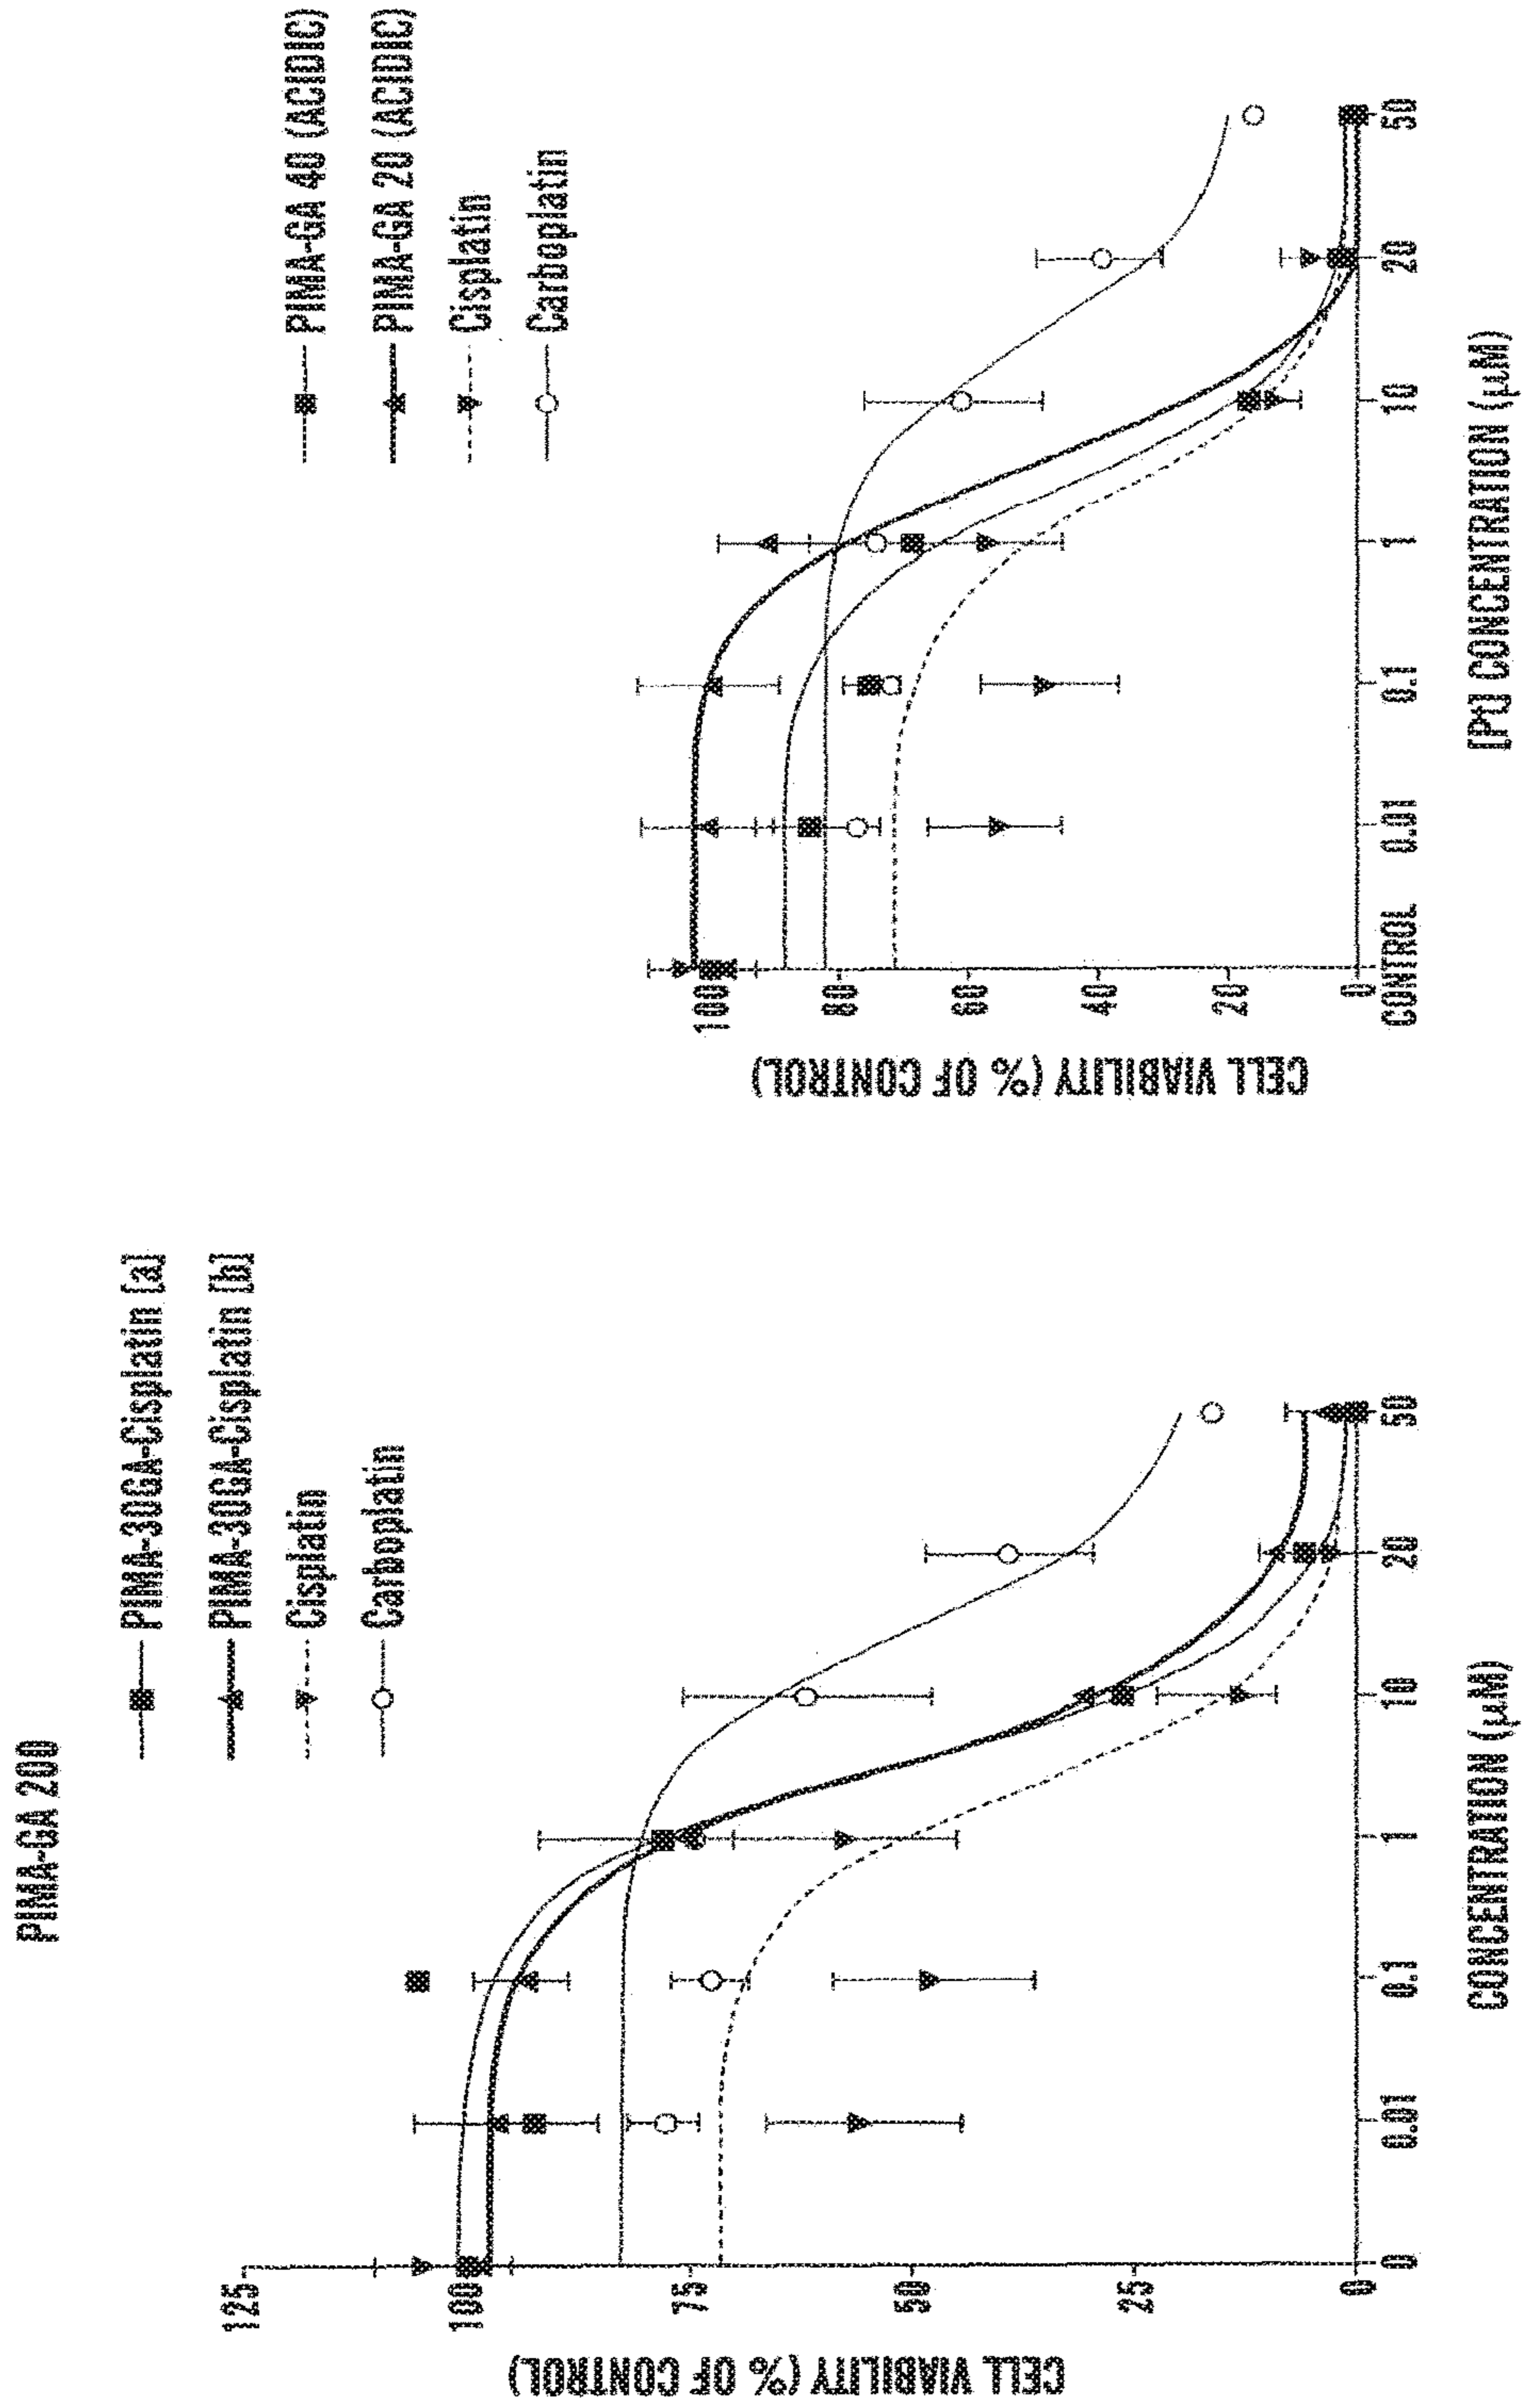 PIMA-GA 200
PIMA-30GA-Cisplatin [a]
PIMA-30GA-Cisplatin [b]
Cisplatin
Carboplatin
CELL VIABILITY (% OF CONTROL)
125
100
75
50
25
0
0 0.01 0.1 1 10 20 50
CONCENTRATION (μM)
PIMA-GA 40 (ACIDIC)
PIMA-GA 20 (ACIDIC)
Cisplatin
Carboplatin
CELL VIABILITY (% OF CONTROL)
100
80
60
40
20
0
CONTROL 0.01 0.1 1 10 20 50
[Pt] CONCENTRATION (μM)